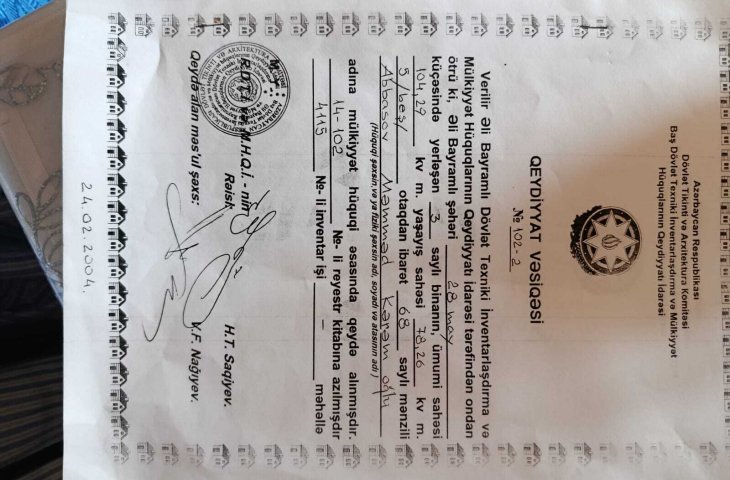 Azərbaycan Respublikası
Dövlət Tikinti və Arxitektura Komitəsi
Baş Dövlət Texniki İnventarlaşdırma və Mülkiyyət
Hüquqlarının Qeydiyyatı İdarəsi
QEYDİYYAT VƏSİQƏSİ
№ 102-2
Verilir Əli Bayramlı Dövlət Texniki İnventarlaşdırma və
Mülkiyyət Hüquqlarının Qeydiyyatı İdarəsi tərəfindən ondan
ötrü ki, Əli Bayramlı şəhəri 28 may
küçəsində yerləşən 3 saylı binanın, ümumi sahəsi
104,29 kv m. yaşayış sahəsi 78,26 kv m.
5/beş/ otaqdan ibarət 68 saylı mənzili
Abbasov Məmməd Kərəm oğlu
(Hüquqi şəxsin və ya fiziki şəxsin adı, soyadı və atasının adı)
adına mülkiyyət hüququ əsasında qeydə alınmışdır.
14-102 №- li reyestr kitabına azılmışdır
4115 №- li inventar işi – məhəllə
R.D.T.İ və M.H.Q.İ - nin
Rəisi: H.T. Saqiyev.
Qeydə alan məs'ul şəxs: V.F. Nağıyev.
24.02.2004.